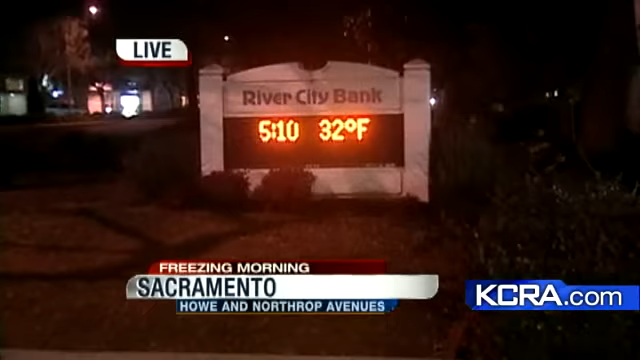 LIVE
River City Bank
5:10 32°F
FREEZING MORNING
SACRAMENTO
HOWE AND NORTHROP AVENUES
KCRA.com